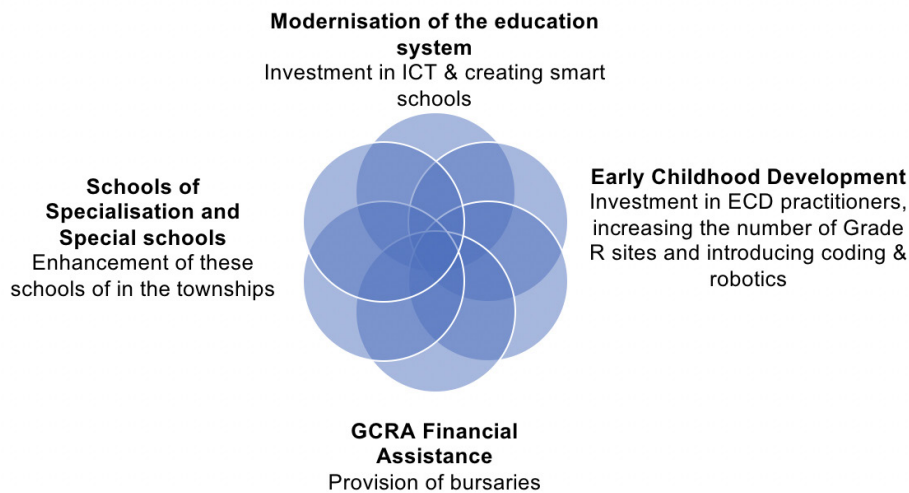 Modernisation of the education
system
Investment in ICT & creating smart
schools
Schools of
Specialisation and
Special schools
Enhancement of these
schools of in the townships
Early Childhood Development
Investment in ECD practitioners,
increasing the number of Grade
R sites and introducing coding &
robotics
GCRA Financial
Assistance
Provision of bursaries